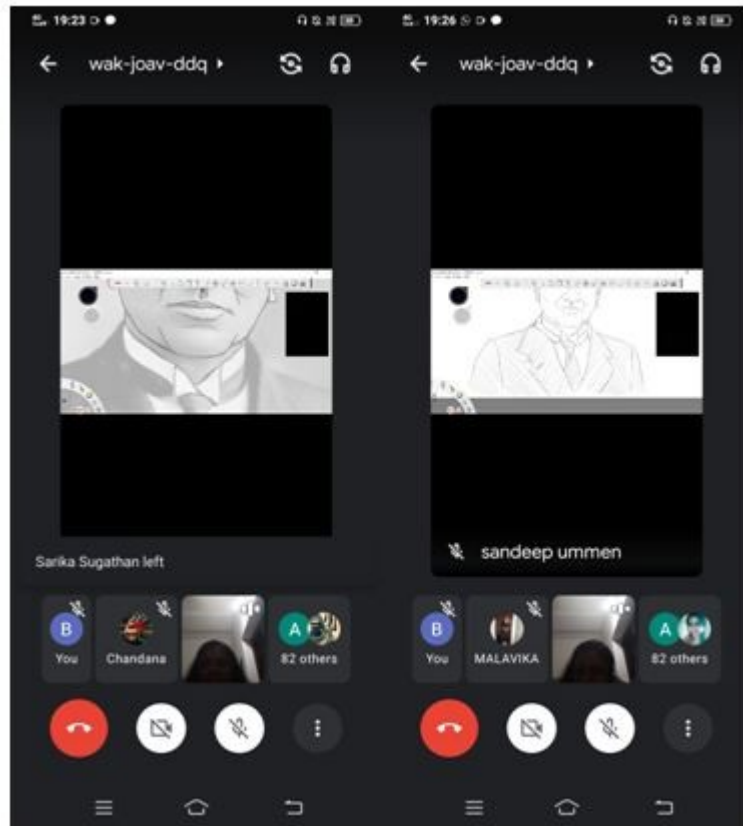 19:23
wak-joav-ddq
Sarika Sugathan left
B
You
Chandana
A
82 others
19:26
wak-joav-ddq
sandeep ummen
B
You
MALAVIKA
A
82 others